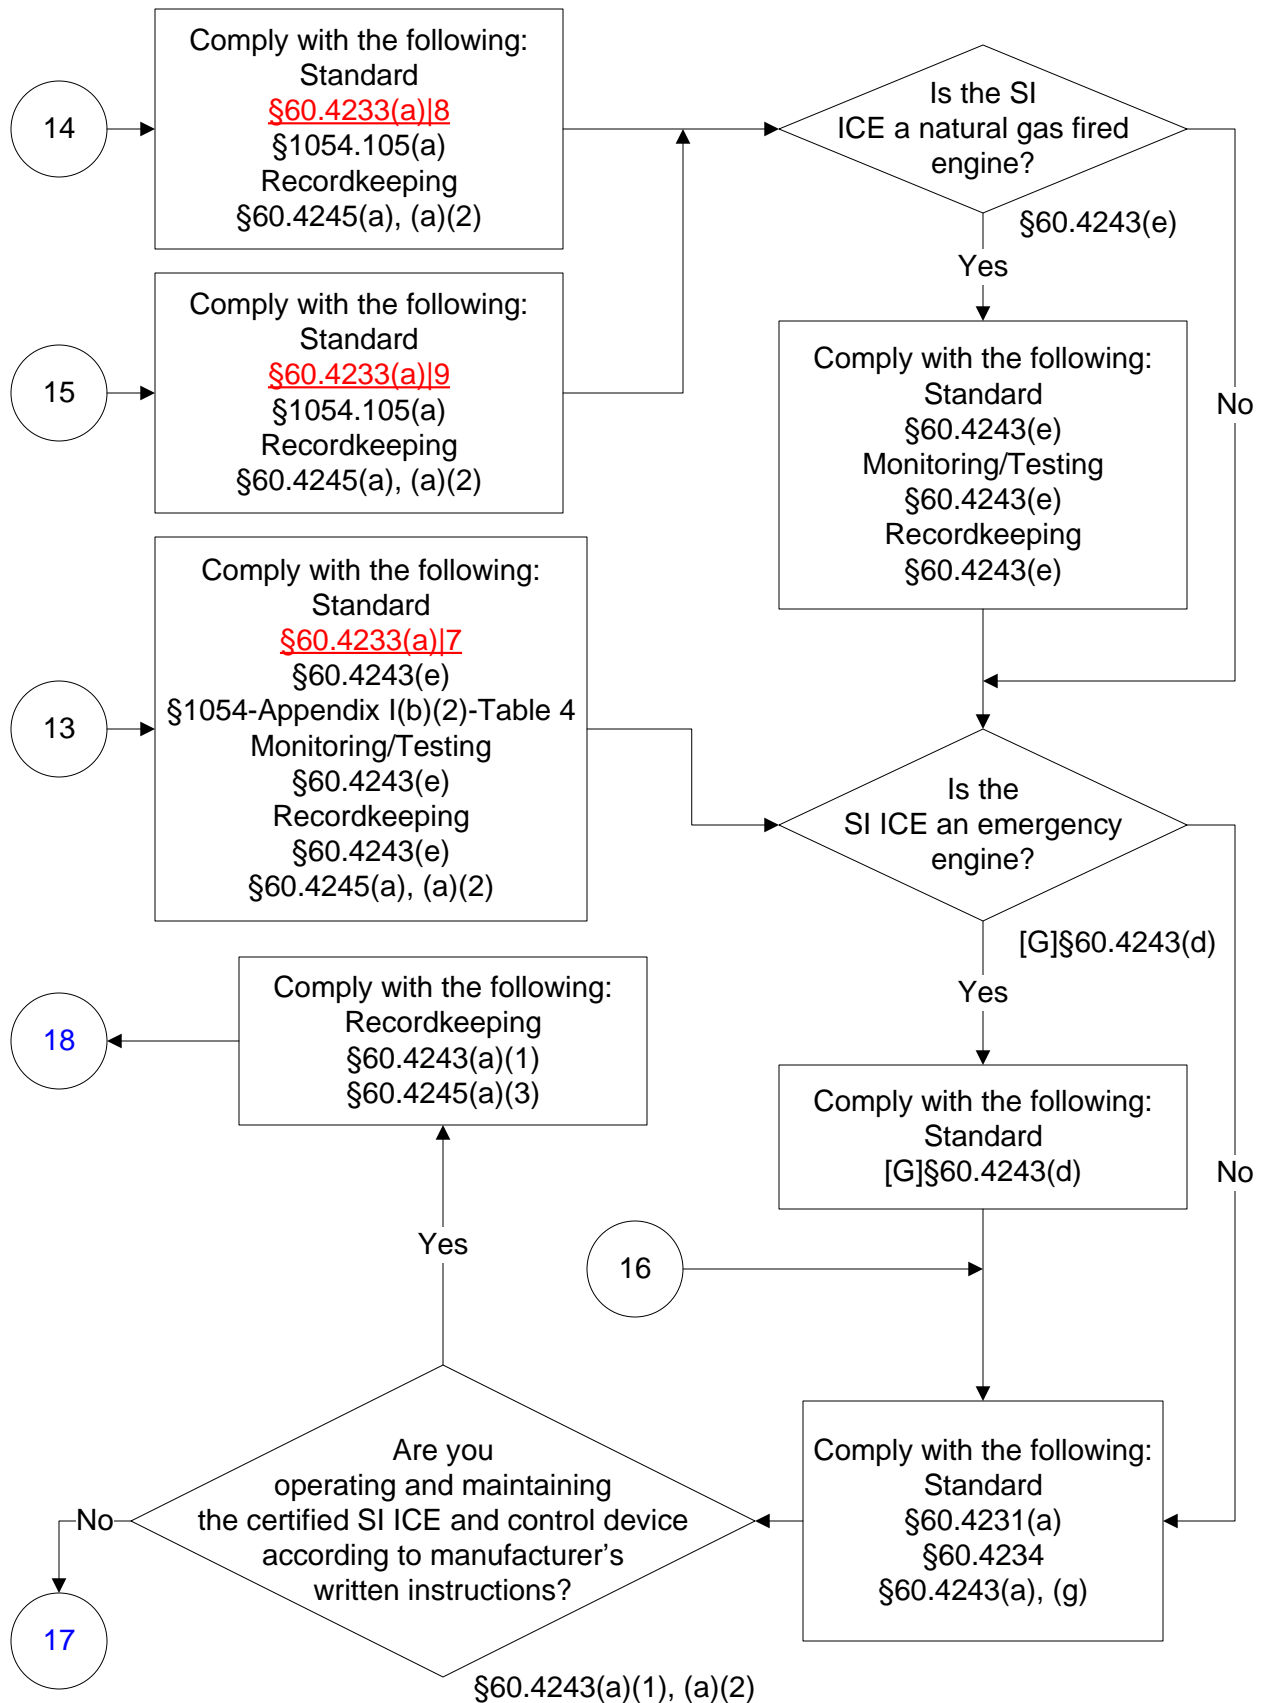 14
Comply with the following:
Standard
§60.4233(a)|8
§1054.105(a)
Recordkeeping
§60.4245(a), (a)(2)
Is the SI
ICE a natural gas fired
engine?
§60.4243(e)
Yes
No
15
Comply with the following:
Standard
§60.4233(a)|9
§1054.105(a)
Recordkeeping
§60.4245(a), (a)(2)
Comply with the following:
Standard
§60.4243(e)
Monitoring/Testing
§60.4243(e)
Recordkeeping
§60.4243(e)
13
Comply with the following:
Standard
§60.4233(a)|7
§60.4243(e)
§1054-Appendix I(b)(2)-Table 4
Monitoring/Testing
§60.4243(e)
Recordkeeping
§60.4243(e)
§60.4245(a), (a)(2)
Is the
SI ICE an emergency
engine?
[G]§60.4243(d)
Yes
No
18
Comply with the following:
Recordkeeping
§60.4243(a)(1)
§60.4245(a)(3)
Comply with the following:
Standard
[G]§60.4243(d)
Yes
16
Are you
operating and maintaining
the certified SI ICE and control device
according to manufacturer's
written instructions?
No
17
§60.4243(a)(1), (a)(2)
Comply with the following:
Standard
§60.4231(a)
§60.4234
§60.4243(a), (g)